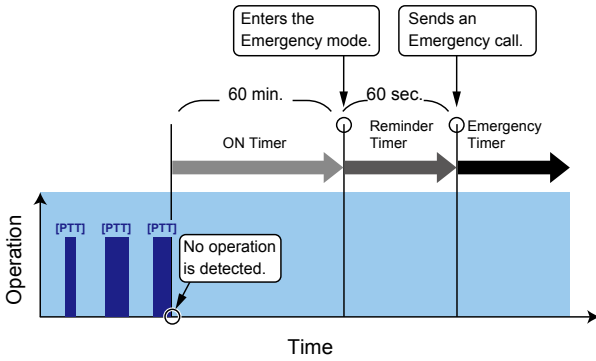 Enters the
Emergency mode.
Sends an
Emergency call.
60 min.
60 sec.
ON Timer
Reminder
Timer
Emergency
Timer
[PTT]
[PTT]
[PTT]
No operation
is detected.
Operation
Time